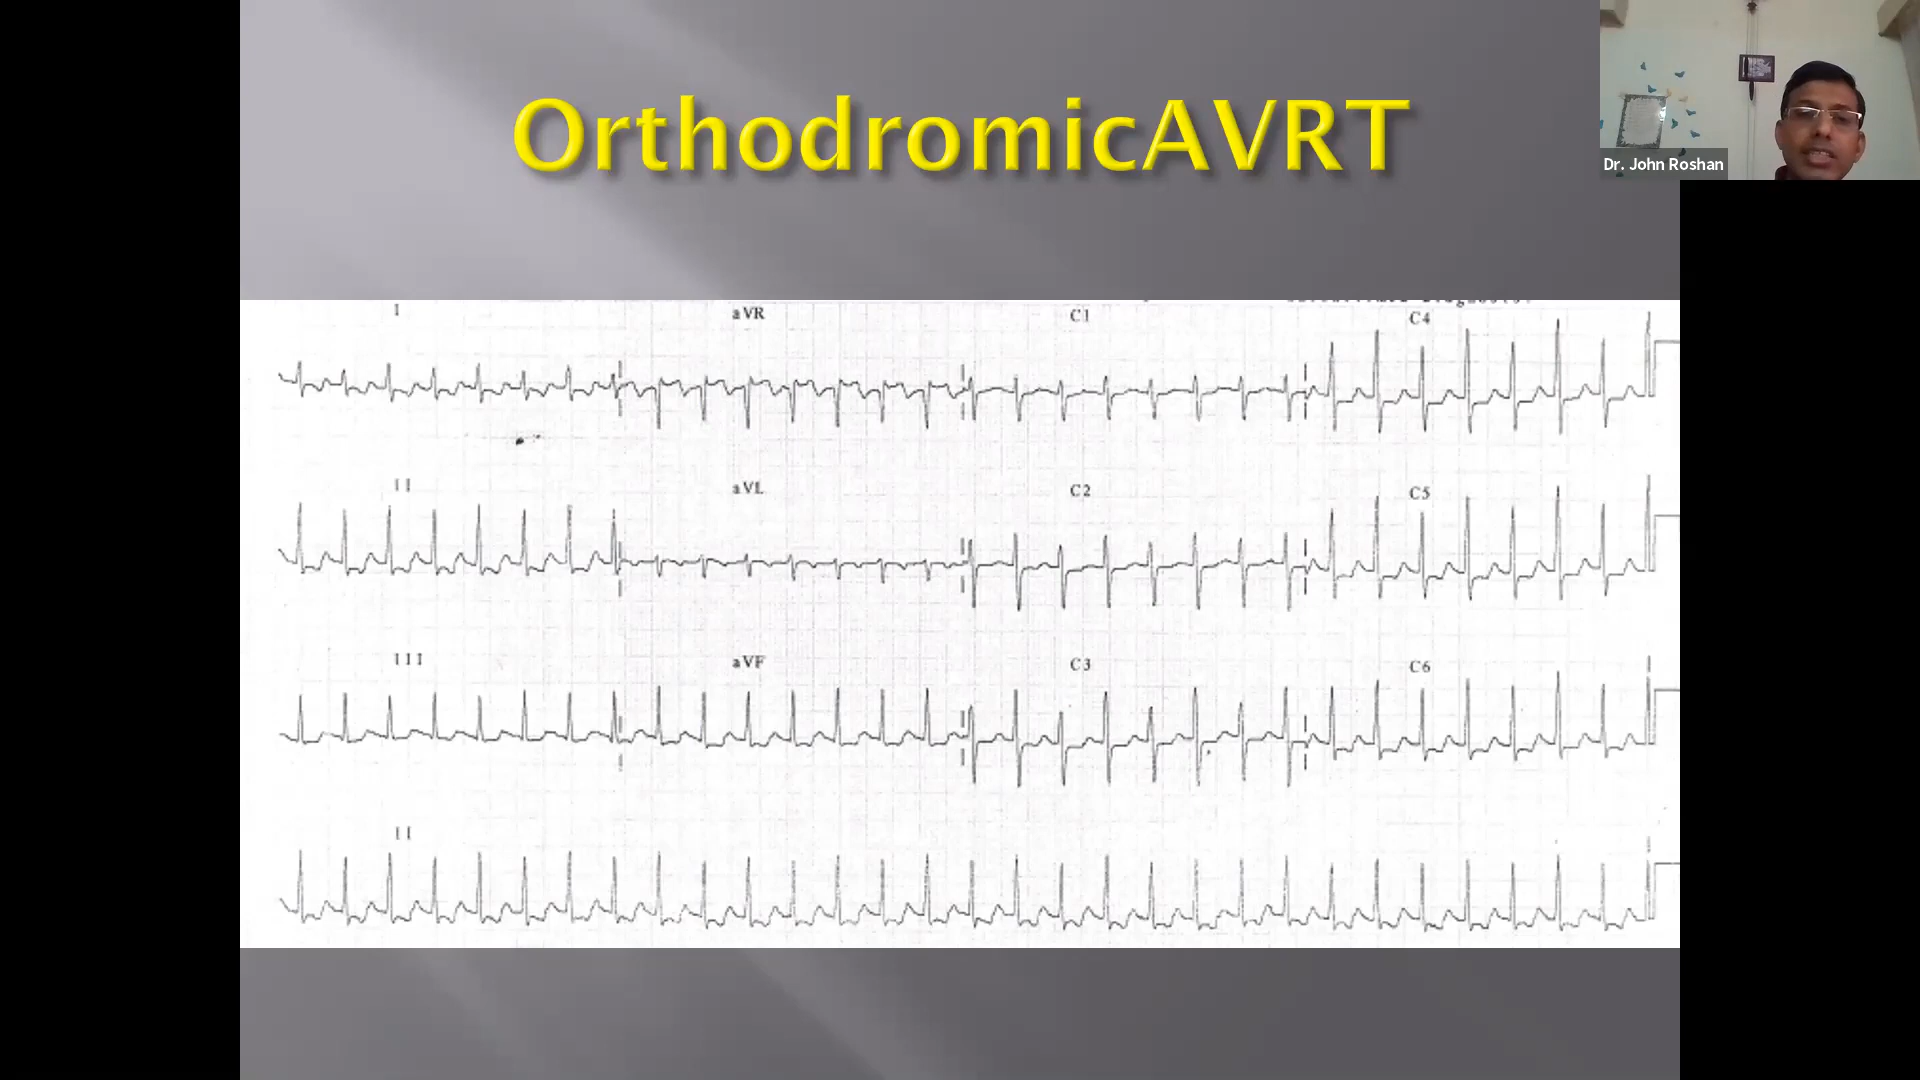 OrthodromicAVRT
Dr. John Roshan
I aVR C1 C4
II aVL C2 C5
III aVF C3 C6
II